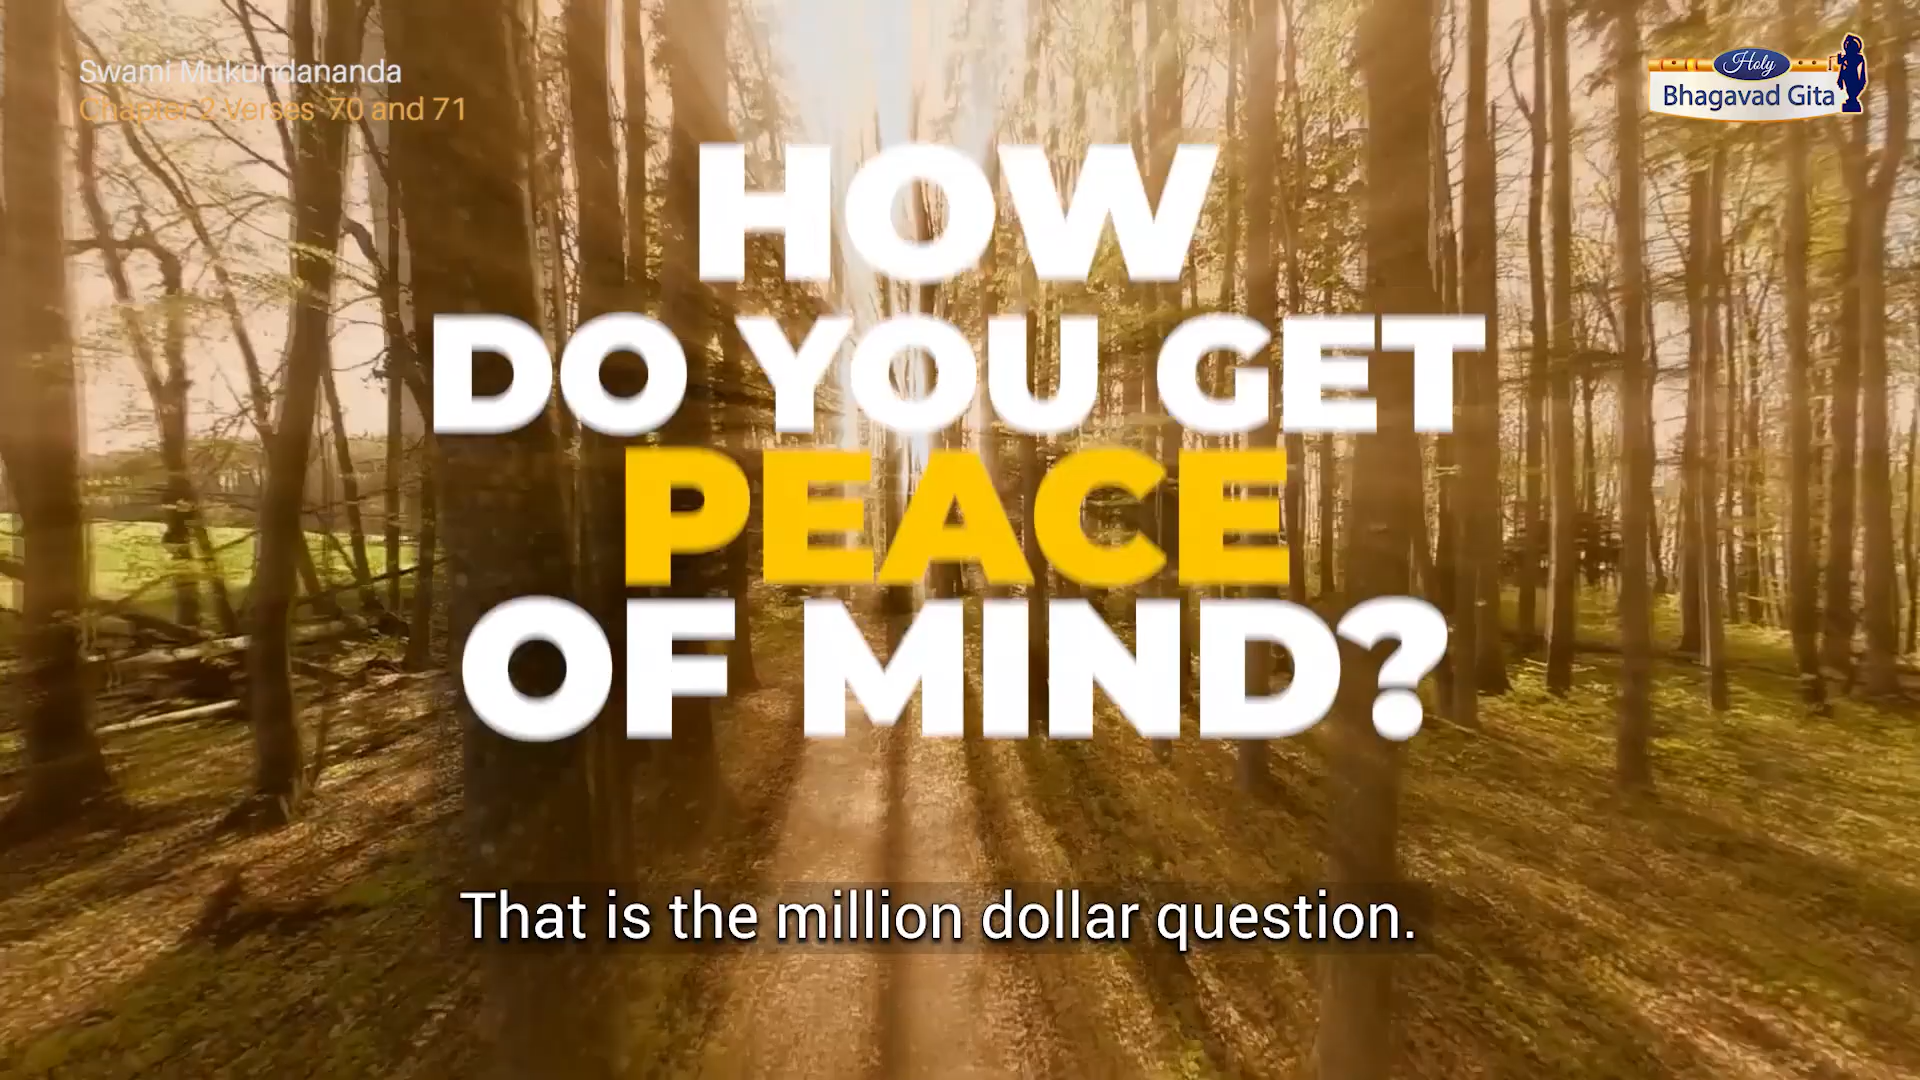 Swami Mukundananda
Chapter 2 Verses 70 and 71
Holy
Bhagavad Gita
HOW
DO YOU GET
PEACE
OF MIND?
That is the million dollar question.